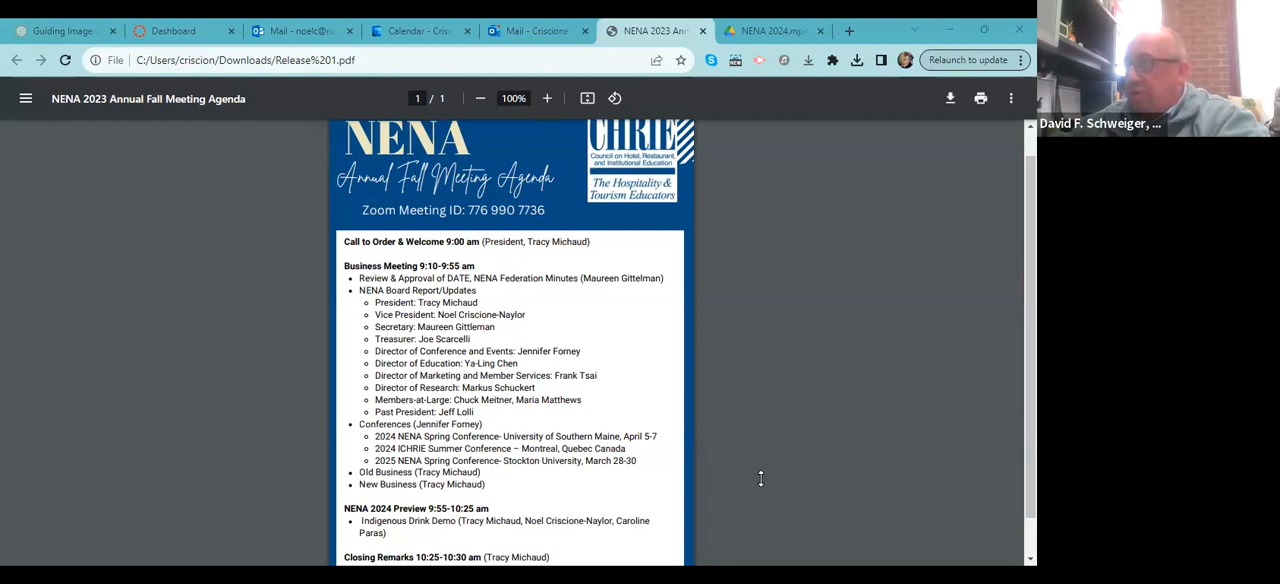 Guiding Image
Dashboard
Mail - noelc@ru
Calendar - Crisc
Mail - Criscione
NENA 2023 Ann
NENA 2024.mp4
File C:/Users/criscion/Downloads/Release%201.pdf
NEW
Relaunch to update
NENA 2023 Annual Fall Meeting Agenda
1 / 1
100%
David F. Schweiger, ...
NENA
CHRIE
Council on Hotel, Restaurant,
and Institutional Education
The Hospitality &
Tourism Educators
Annual Fall Meeting Agenda
Zoom Meeting ID: 776 990 7736
Call to Order & Welcome 9:00 am (President, Tracy Michaud)
Business Meeting 9:10-9:55 am
• Review & Approval of DATE, NENA Federation Minutes (Maureen Gittelman)
• NENA Board Report/Updates
o President: Tracy Michaud
o Vice President: Noel Criscione-Naylor
o Secretary: Maureen Gittleman
o Treasurer: Joe Scarcelli
o Director of Conference and Events: Jennifer Forney
o Director of Education: Ya-Ling Chen
o Director of Marketing and Member Services: Frank Tsai
o Director of Research: Markus Schuckert
o Members-at-Large: Chuck Meitner, Maria Matthews
o Past President: Jeff Lolli
• Conferences (Jennifer Forney)
o 2024 NENA Spring Conference- University of Southern Maine, April 5-7
o 2024 ICHRIE Summer Conference – Montreal, Quebec Canada
o 2025 NENA Spring Conference- Stockton University, March 28-30
• Old Business (Tracy Michaud)
• New Business (Tracy Michaud)
NENA 2024 Preview 9:55-10:25 am
• Indigenous Drink Demo (Tracy Michaud, Noel Criscione-Naylor, Caroline
Paras)
Closing Remarks 10:25-10:30 am (Tracy Michaud)